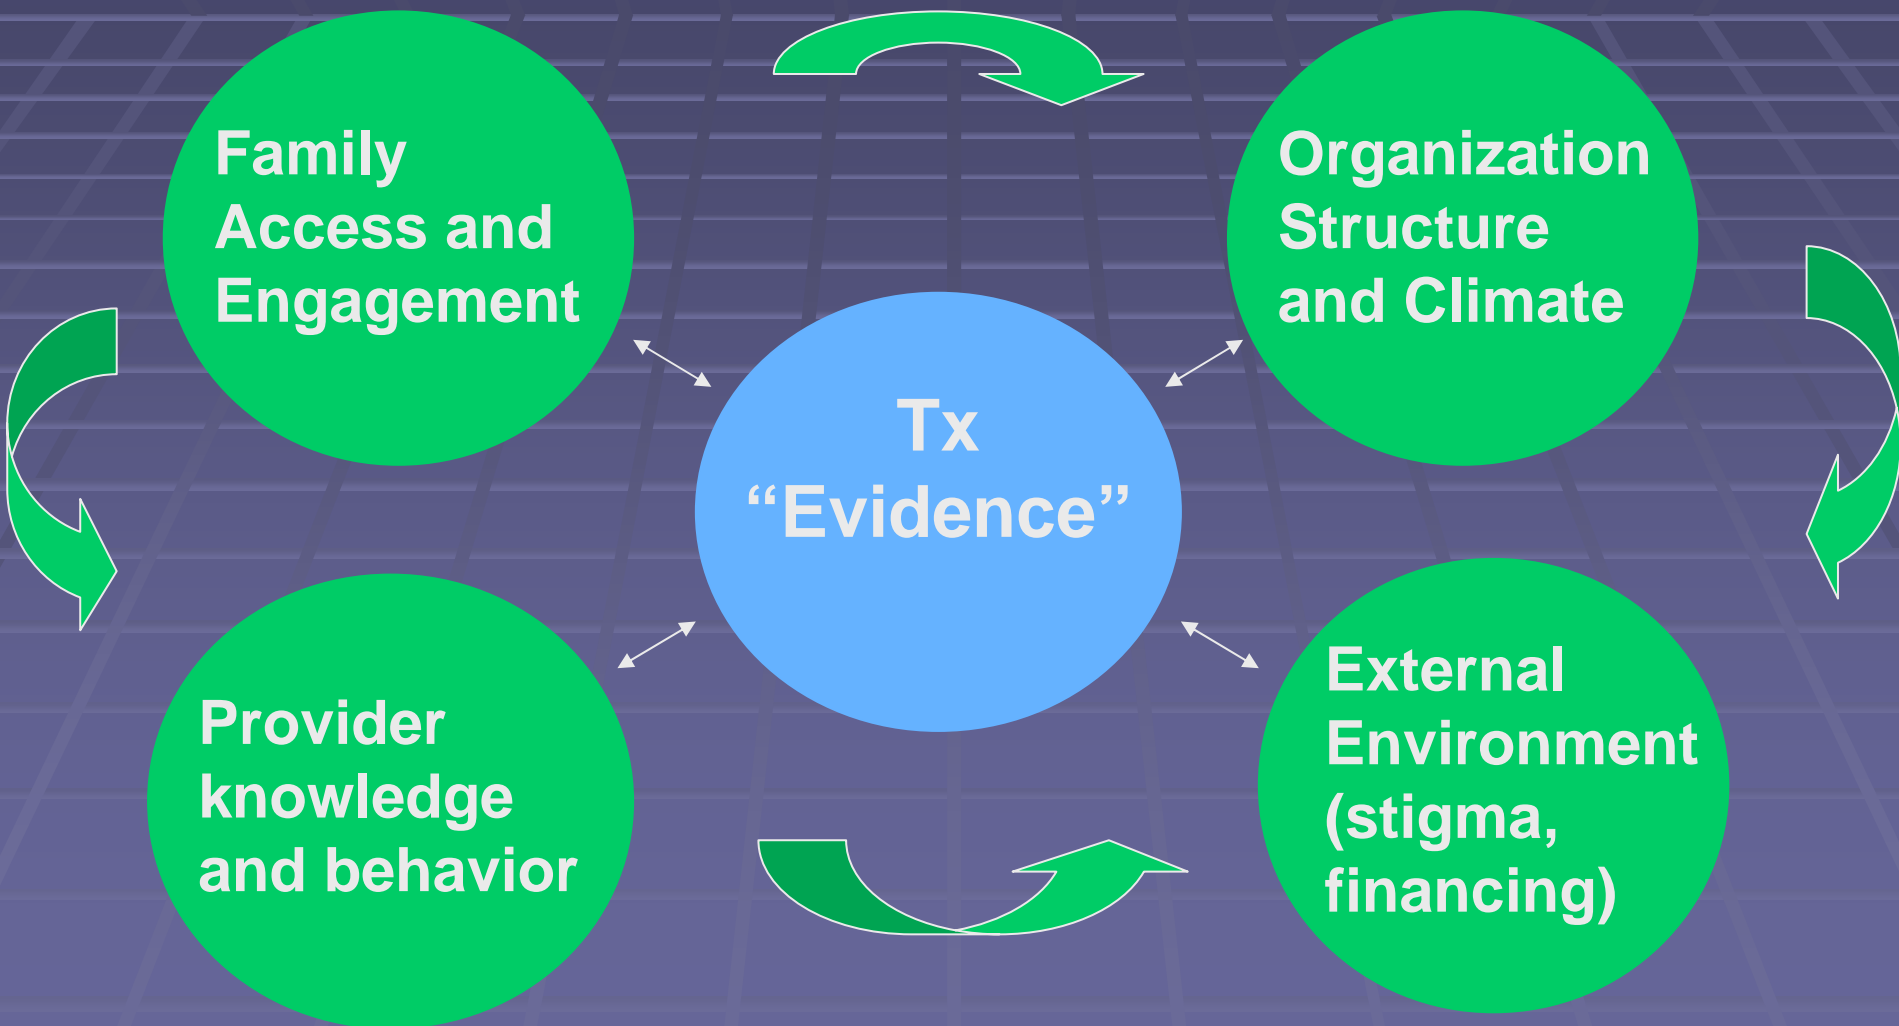 Family
Access and
Engagement
Organization
Structure
and Climate
Tx
“Evidence”
Provider
knowledge
and behavior
External
Environment
(stigma,
financing)